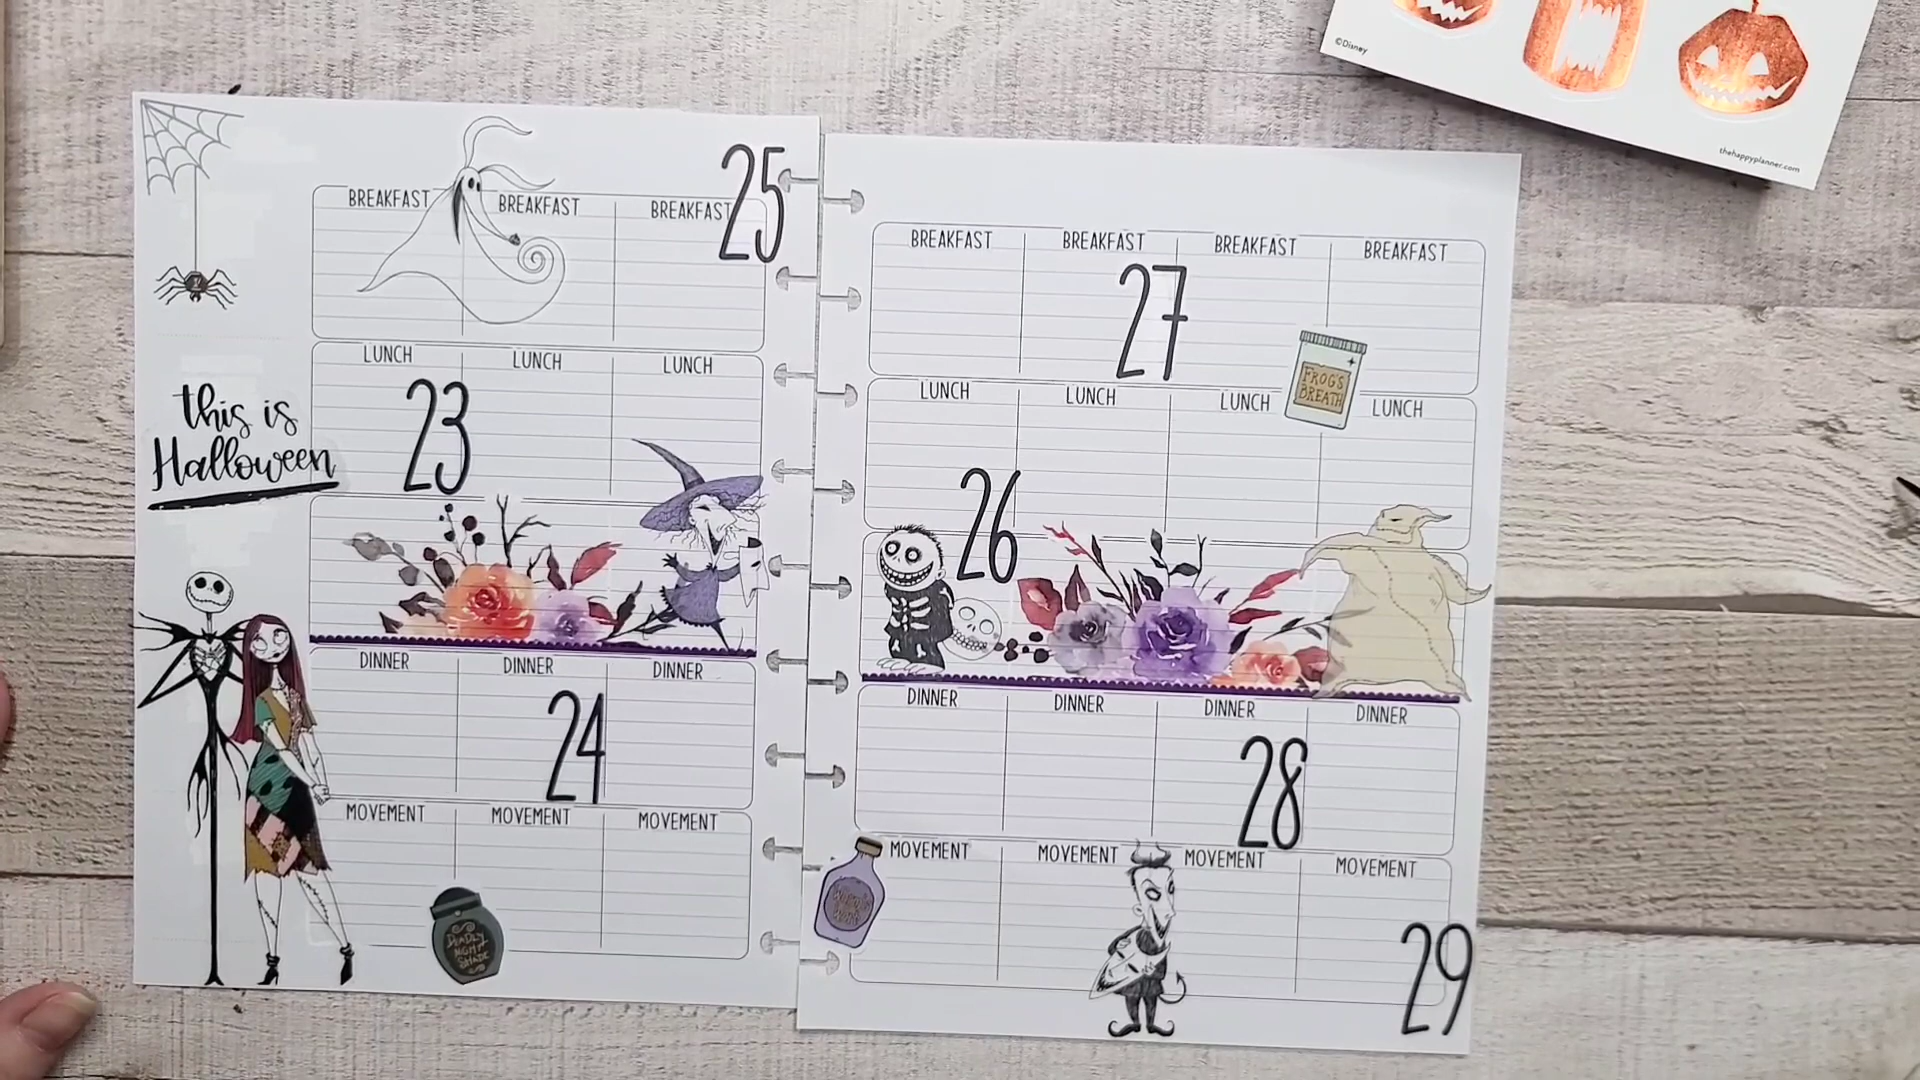 ©Disney
thehappyplanner.com
25
BREAKFAST BREAKFAST BREAKFAST
LUNCH LUNCH LUNCH
23
this is
Halloween
DINNER DINNER DINNER
24
MOVEMENT MOVEMENT MOVEMENT
DEADLY
NIGHT
SHADE
BREAKFAST BREAKFAST BREAKFAST BREAKFAST
27
FROG'S
BREATH
LUNCH LUNCH LUNCH LUNCH
26
DINNER DINNER DINNER DINNER
28
MOVEMENT MOVEMENT MOVEMENT MOVEMENT
29